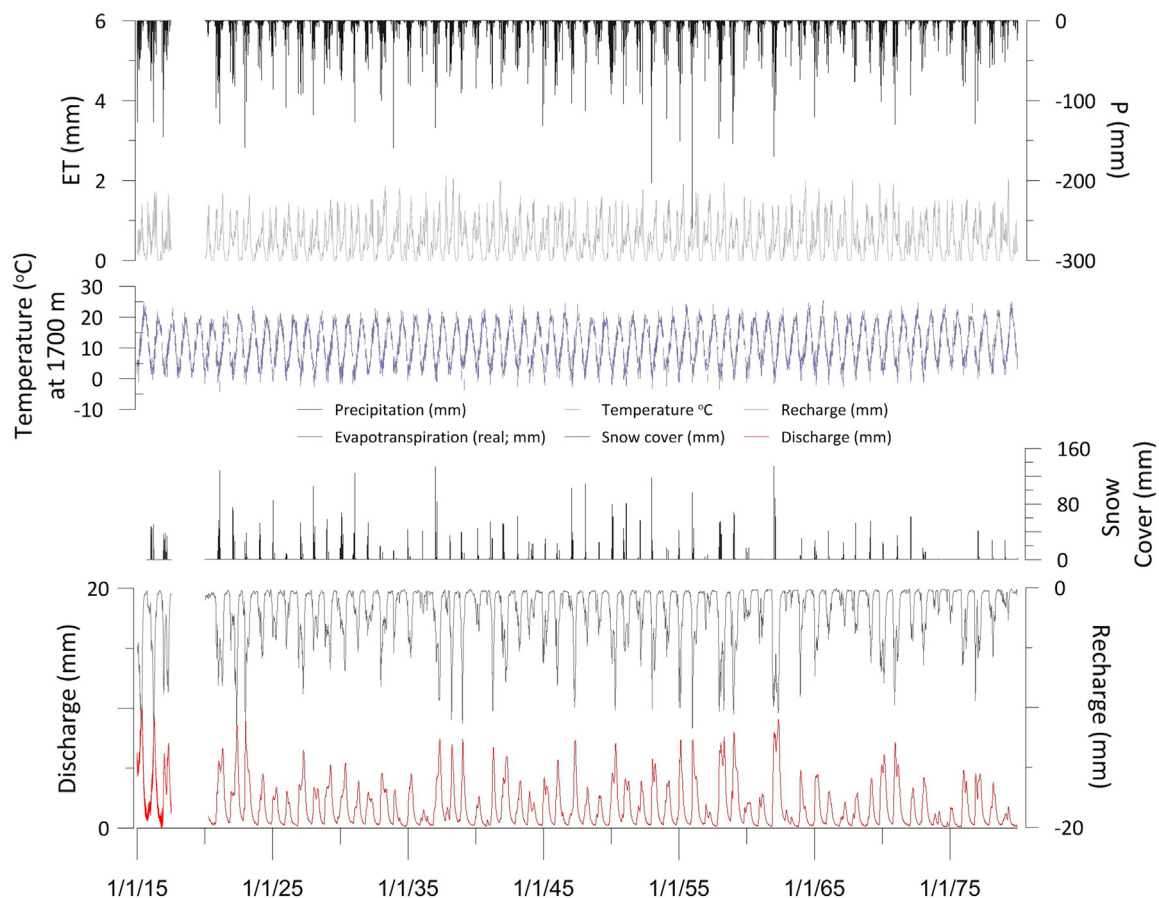 6
4
2
0
ET (mm)
0
-100
-200
-300
P (mm)
30
20
10
0
-10
Temperature (°C)
at 1700 m
Precipitation (mm)
Temperature °C
Recharge (mm)
Evapotranspiration (real; mm)
Snow cover (mm)
Discharge (mm)
160
80
0
Snow
Cover (mm)
20
0
Discharge (mm)
0
-20
Recharge (mm)
1/1/15
1/1/25
1/1/35
1/1/45
1/1/55
1/1/65
1/1/75